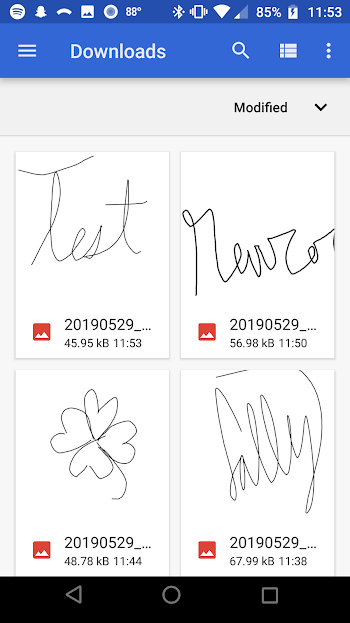 88° 85% 11:53
Downloads
Modified
Test
20190529_...
45.95 kB 11:53
20190529_...
56.98 kB 11:50
20190529_...
48.78 kB 11:44
Sally
20190529_...
67.99 kB 11:38